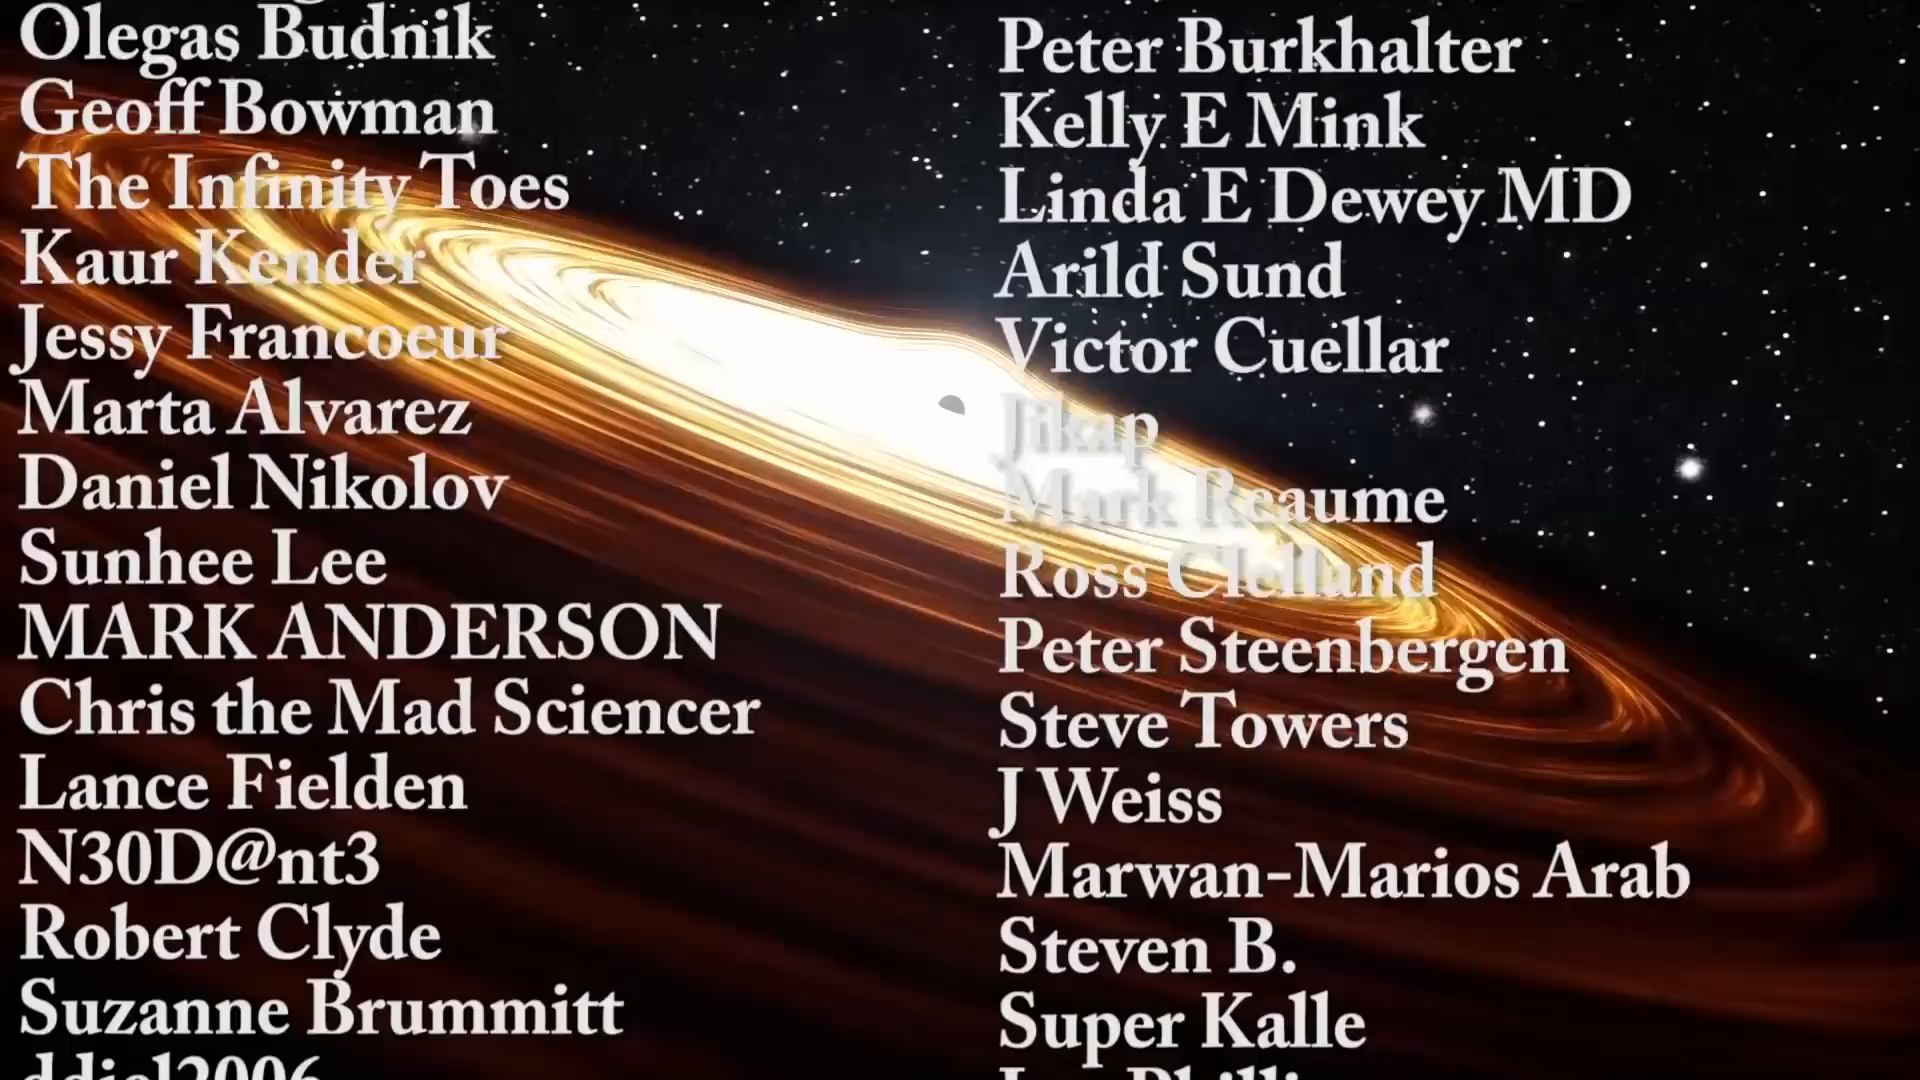 Olegas Budnik
Geoff Bowman
The Infinity Toes
Kaur Kender
Jessy Francoeur
Marta Alvarez
Daniel Nikolov
Sunhee Lee
MARK ANDERSON
Chris the Mad Sciencer
Lance Fielden
N30D@nt3
Robert Clyde
Suzanne Brummitt
Peter Burkhalter
Kelly E Mink
Linda E Dewey MD
Arild Sund
Victor Cuellar
Jikap
Mark Reaume
Ross Clelland
Peter Steenbergen
Steve Towers
J Weiss
Marwan-Marios Arab
Steven B.
Super Kalle